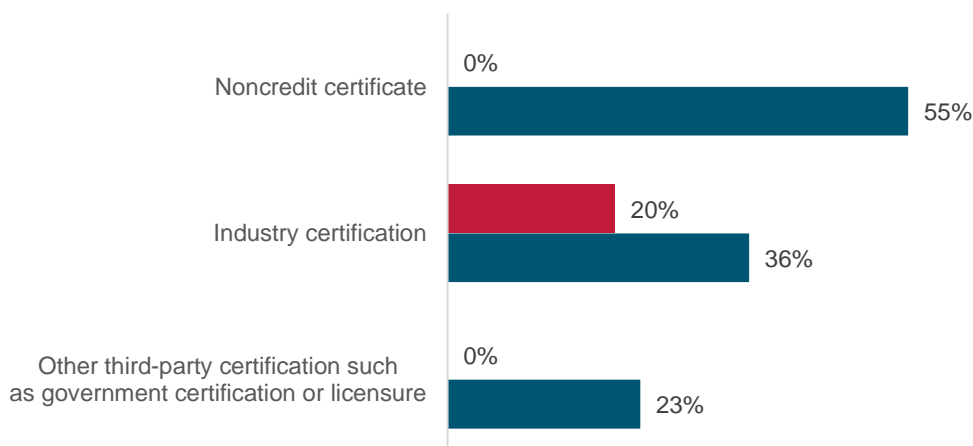 0%
Noncredit certificate
55%
20%
Industry certification
36%
0%
Other third-party certification such
as government certification or licensure
23%